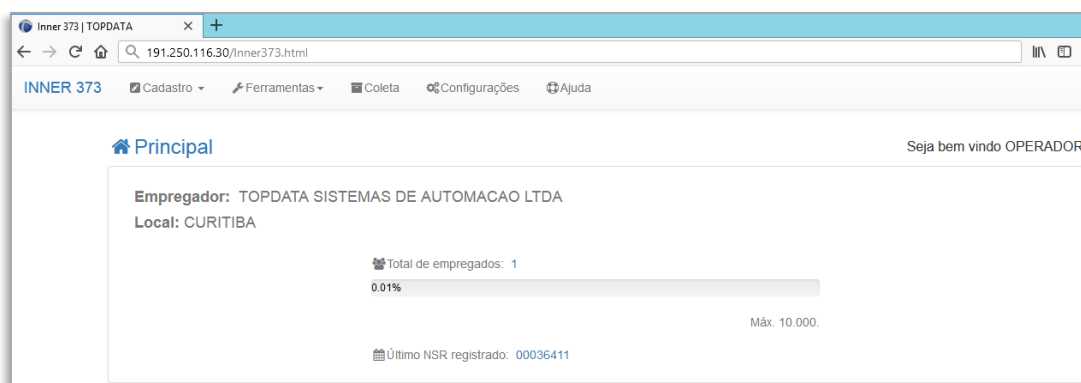 Inner 373 | TOPDATA
191.250.116.30/Inner373.html
INNER 373 Cadastro Ferramentas Coleta Configurações Ajuda
Principal Seja bem vindo OPERADOR
Empregador: TOPDATA SISTEMAS DE AUTOMACAO LTDA
Local: CURITIBA
Total de empregados: 1
0.01%
Máx. 10.000.
Último NSR registrado: 00036411